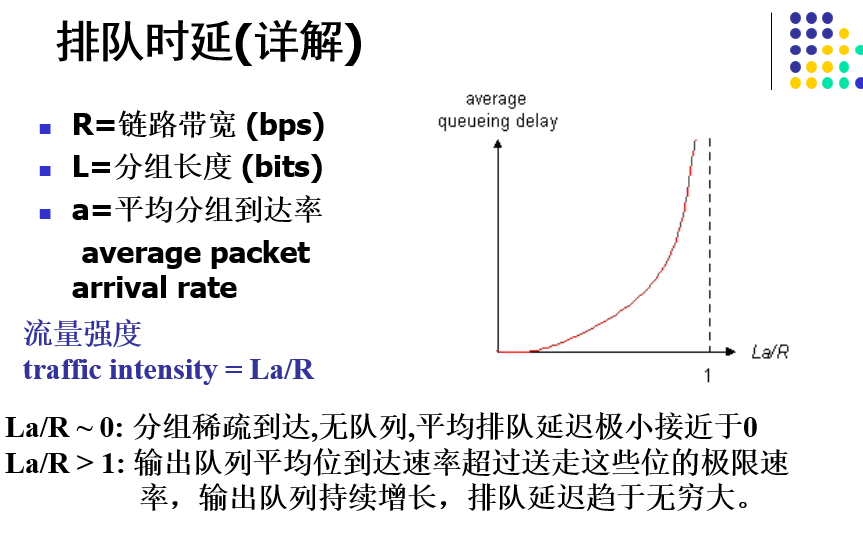 排队时延(详解)
R=链路带宽 (bps)
L=分组长度 (bits)
a=平均分组到达率
average packet
arrival rate
流量强度
traffic intensity = La/R
average
queueing delay
La/R
1
La/R ~ 0: 分组稀疏到达,无队列,平均排队延迟极小接近于0
La/R > 1: 输出队列平均位到达速率超过送走这些位的极限速
率，输出队列持续增长，排队延迟趋于无穷大。